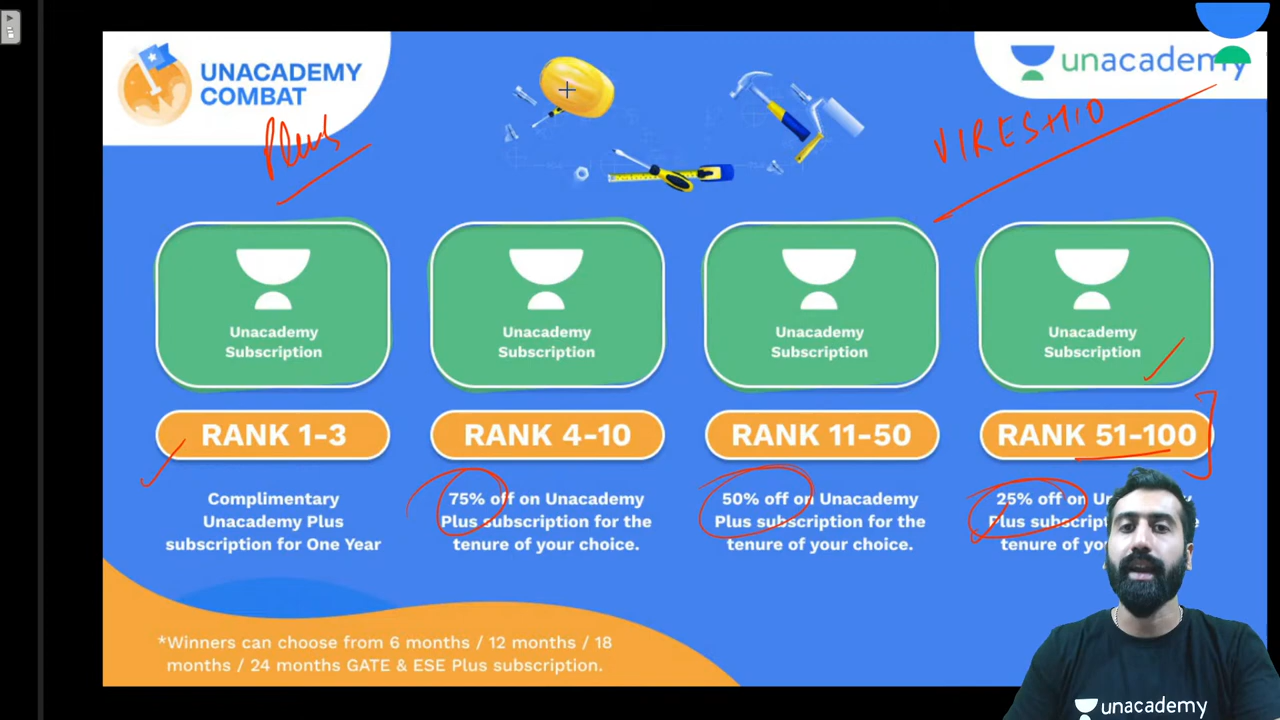 UNACADEMY
COMBAT
unacademy
Plus
VIRESH10
Unacademy
Subscription
Unacademy
Subscription
Unacademy
Subscription
Unacademy
Subscription
RANK 1-3
RANK 4-10
RANK 11-50
RANK 51-100
Complimentary
Unacademy Plus
subscription for One Year
75% off on Unacademy
Plus subscription for the
tenure of your choice.
50% off on Unacademy
Plus subscription for the
tenure of your choice.
25% off on
Plus
tenure of
*Winners can choose from 6 months / 12 months / 18
months / 24 months GATE & ESE Plus subscription.
unacademy